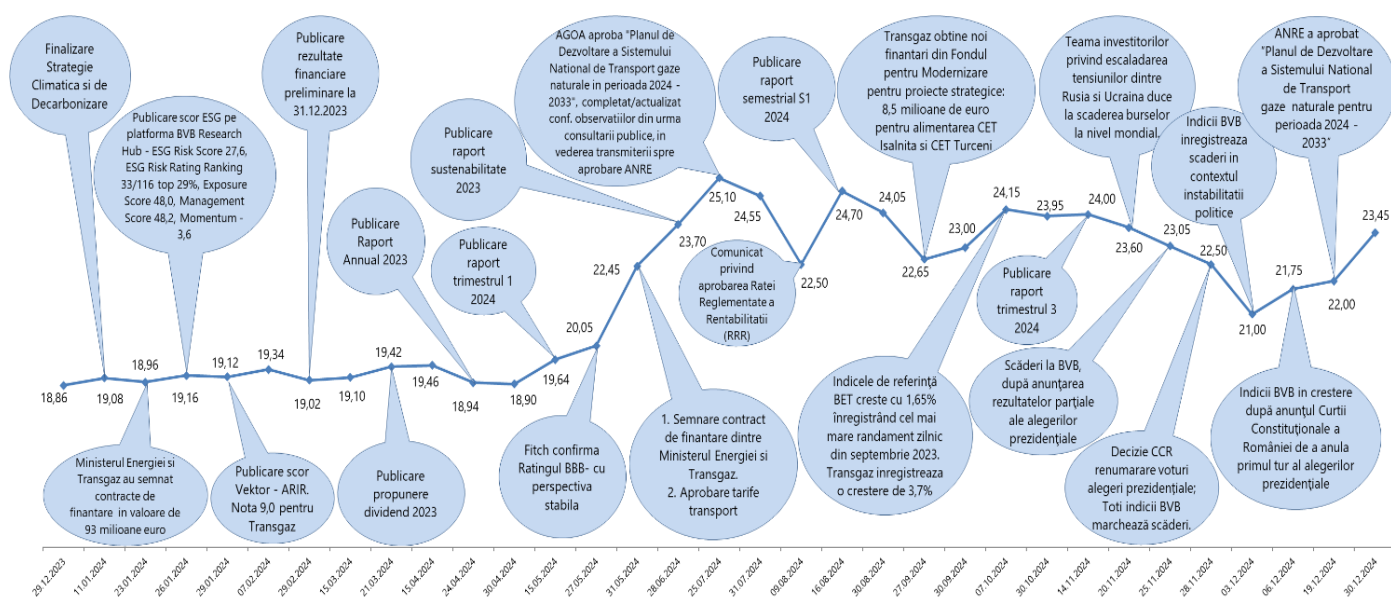 Finalizare
Strategie
Climatica si de
Decarbonizare
Publicare scor ESG pe
platforma BVB Research
Hub - ESG Risk Score 27,6,
ESG Risk Rating Ranking
33/116 top 29%, Exposure
Score 48,0, Management
Score 48,2, Momentum -
3,6
Publicare
rezultate
financiare
preliminare la
31.12.2023
Publicare
Raport
Annual 2023
Publicare
raport
trimestrul 1
2024
Publicare
raport
sustenabilitate
2023
AGOA aproba "Planul de
Dezvoltare a Sistemului
National de Transport gaze
naturale in perioada 2024 -
2033", completat/actualizat
conf. observatiilor din urma
consultarii publice, in
vederea transmiterii spre
aprobare ANRE
Publicare
raport
semestrial S1
2024
Transgaz obtine noi
finantari din Fondul
pentru Modernizare
pentru proiecte strategice:
8,5 milioane de euro
pentru alimentarea CET
Isalnita si CET Turceni
Teama investitorilor
privind escaladarea
tensiunilor dintre
Rusia si Ucraina duce
la scaderea burselor
la nivel mondial.
Indicii BVB
inregistreaza
scaderi in
contextul
instabilitatii
politice
ANRE a aprobat
"Planul de Dezvoltare
a Sistemului National
de Transport
gaze naturale pentru
perioada 2024 -
2033"
18,86
19,08
18,96
19,16
19,12
19,34
19,02
19,10
19,42
19,46
18,94
18,90
19,64
20,05
22,45
23,70
25,10
24,55
22,50
24,70
24,05
22,65
23,00
24,15
23,95
24,00
23,60
23,05
22,50
21,00
21,75
22,00
23,45
Ministerul Energiei si
Transgaz au semnat
contracte de
finantare in valoare de
93 milioane euro
Publicare scor
Vektor - ARIR.
Nota 9,0 pentru
Transgaz
Publicare
propunere
dividend 2023
Fitch confirma
Ratingul BBB- cu
perspectiva
stabila
1. Semnare contract
de finantare dintre
Ministerul Energiei si
Transgaz.
2. Aprobare tarife
transport
Comunicat
privind
aprobarea Ratei
Reglementate a
Rentabilitatii
(RRR)
Indicele de referință
BET creste cu 1,65%
înregistrând cel mai
mare randament zilnic
din septembrie 2023.
Transgaz inregistreaza
o crestere de 3,7%
Publicare
raport
trimestrul 3
2024
Scăderi la BVB,
după anunțarea
rezultatelor parțiale
ale alegerilor
prezidențiale
Decizie CCR
renumarare voturi
alegeri prezidențiale;
Toti indicii BVB
marchează scăderi.
Indicii BVB in crestere
după anunțul Curtii
Constituționale a
României de a anula
primul tur al alegerilor
prezidențiale
29.12.2023
11.01.2024
23.01.2024
26.01.2024
29.01.2024
07.02.2024
29.02.2024
15.03.2024
21.03.2024
15.04.2024
24.04.2024
30.04.2024
15.05.2024
27.05.2024
31.05.2024
28.06.2024
25.07.2024
31.07.2024
09.08.2024
16.08.2024
30.08.2024
27.09.2024
30.09.2024
07.10.2024
30.10.2024
14.11.2024
20.11.2024
25.11.2024
28.11.2024
03.12.2024
06.12.2024
19.12.2024
30.12.2024